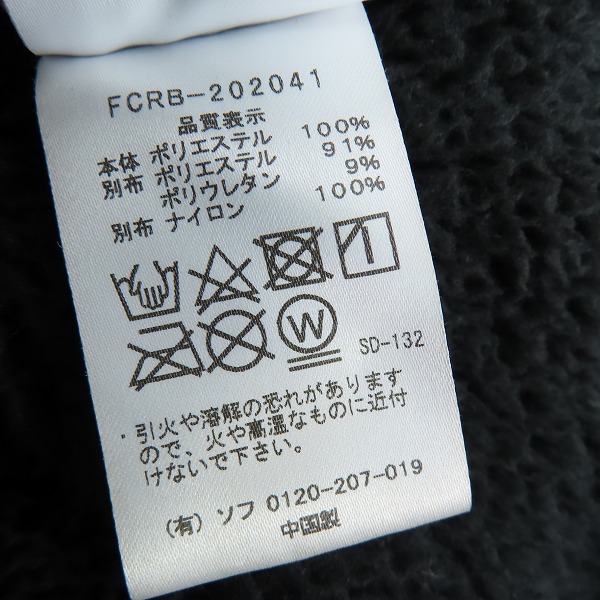 FCRB-202041
品質表示
本体 ポリエステル 100%
別布 ポリエステル 91%
ポリウレタン 9%
別布 ナイロン 100%
W
SD-132
・引火や溶解の恐れがあります
ので、火や高温なものに近付
けないで下さい。
(有) ソフ 0120-207-019
中国製